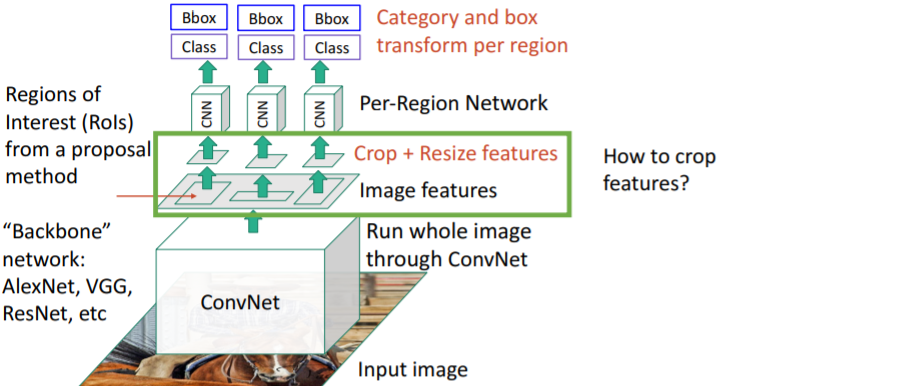 Bbox Bbox Bbox
Class Class Class
Category and box
transform per region
CNN CNN CNN
Per-Region Network
Regions of
Interest (RoIs)
from a proposal
method
Crop + Resize features
Image features
How to crop
features?
"Backbone"
network:
AlexNet, VGG,
ResNet, etc
Run whole image
through ConvNet
ConvNet
Input image